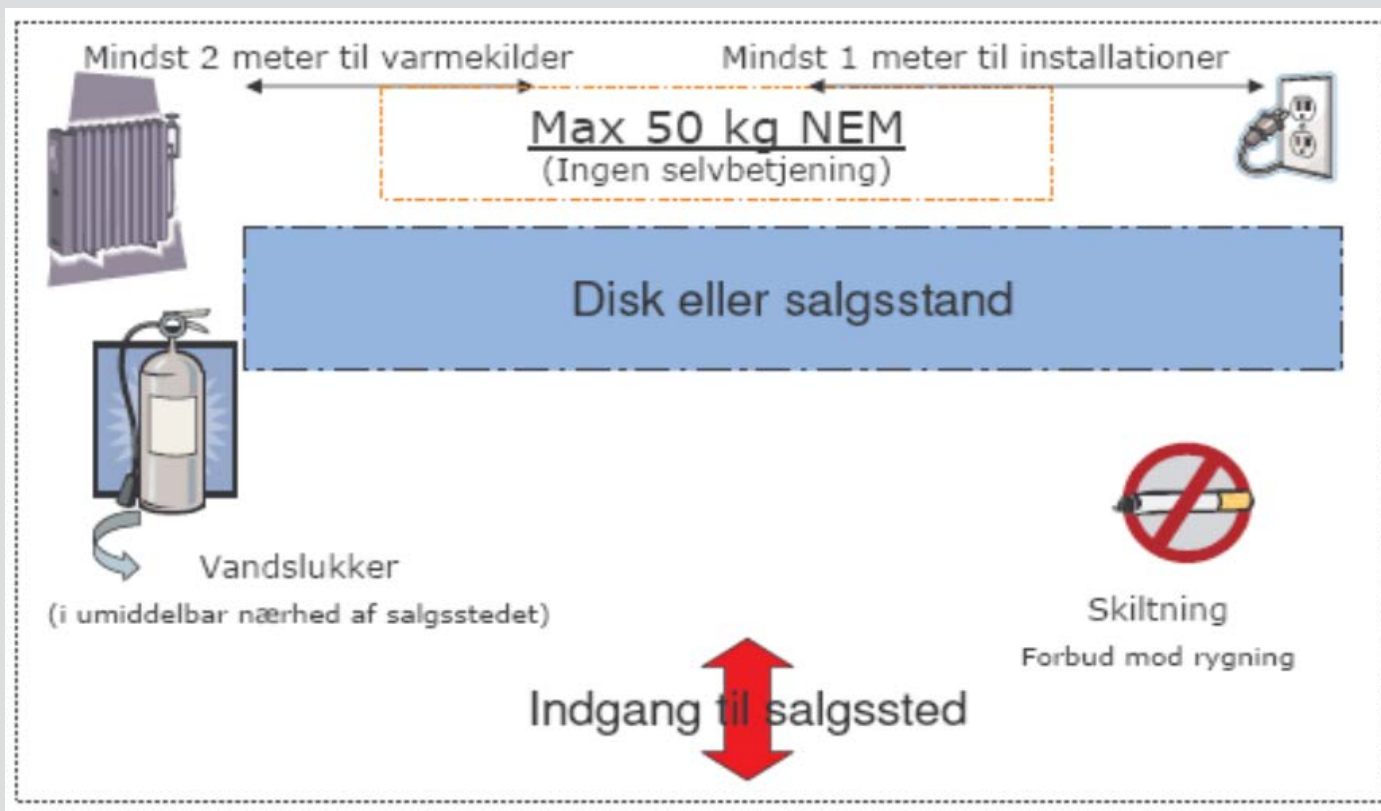 Mindst 2 meter til varmekilder
Mindst 1 meter til installationer
Max 50 kg NEM
(Ingen selvbetjening)
Disk eller salgsstand
Vandslukker
(i umiddelbar nærhed af salgsstedet)
Skiltning
Forbud mod rygning
Indgang til salgssted